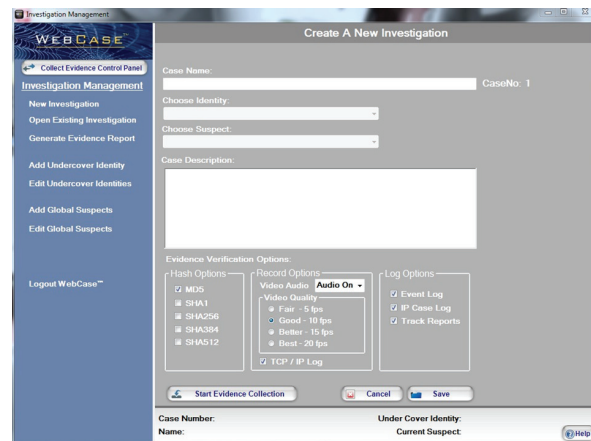 Investigation Management
WEBCASE™
Collect Evidence Control Panel
Investigation Management
New Investigation
Open Existing Investigation
Generate Evidence Report
Add Undercover Identity
Edit Undercover Identities
Add Global Suspects
Edit Global Suspects
Logout WebCase™
Create A New Investigation
Case Name:
CaseNo: 1
Choose Identity:
Choose Suspect:
Case Description:
Evidence Verification Options:
Hash Options
MD5
SHA1
SHA256
SHA384
SHA512
Record Options
Video Audio Audio On
Video Quality
Fair - 5 fps
Good - 10 fps
Better - 15 fps
Best - 20 fps
TCP / IP Log
Log Options
Event Log
IP Case Log
Track Reports
Start Evidence Collection
Cancel
Save
Case Number:
Under Cover Identity:
Name:
Current Suspect:
Help